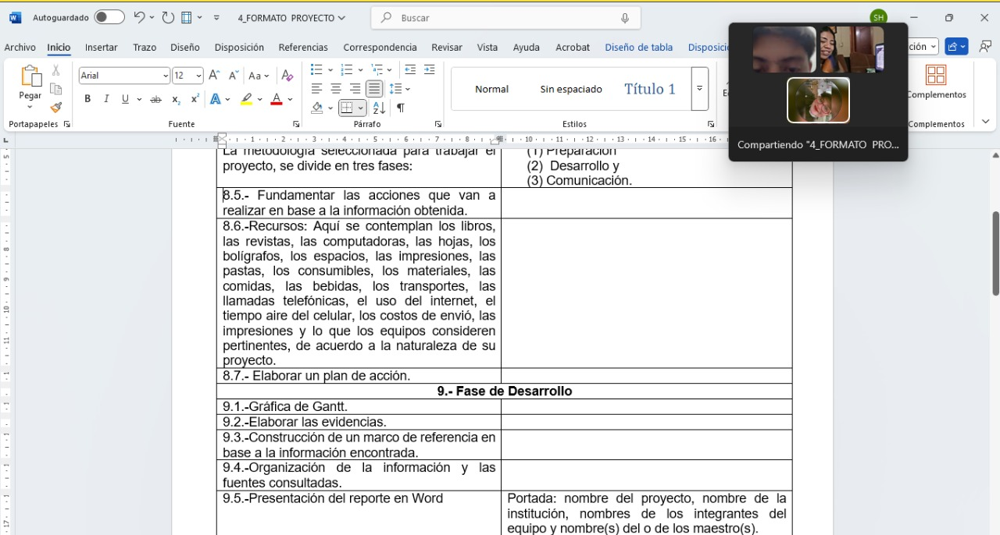 Autoguardado
4_FORMATO PROYECTO
Buscar
SH
Archivo Inicio Insertar Trazo Diseño Disposición Referencias Correspondencia Revisar Vista Ayuda Acrobat Diseño de tabla
Pegar
Portapapeles
Arial 12
Aa
Fuente
Párrafo
Normal
Sin espaciado
Título 1
Estilos
Complementos
Complementos
Compartiendo "4_FORMATO PRO...
La metodología seleccionada para trabajar el
proyecto, se divide en tres fases:
(1) Preparación
(2) Desarrollo y
(3) Comunicación.
8.5.- Fundamentar las acciones que van a
realizar en base a la información obtenida.
8.6.-Recursos: Aquí se contemplan los libros,
las revistas, las computadoras, las hojas, los
bolígrafos, los espacios, las impresiones, las
pastas, los consumibles, los materiales, las
comidas, las bebidas, los transportes, las
llamadas telefónicas, el uso del internet, el
tiempo aire del celular, los costos de envió, las
impresiones y lo que los equipos consideren
pertinentes, de acuerdo a la naturaleza de su
proyecto.
8.7.- Elaborar un plan de acción.
9.- Fase de Desarrollo
9.1.-Gráfica de Gantt.
9.2.-Elaborar las evidencias.
9.3.-Construcción de un marco de referencia en
base a la información encontrada.
9.4.-Organización de la información y las
fuentes consultadas.
9.5.-Presentación del reporte en Word
Portada: nombre del proyecto, nombre de la
institución, nombres de los integrantes del
equipo y nombre(s) del o de los maestro(s).